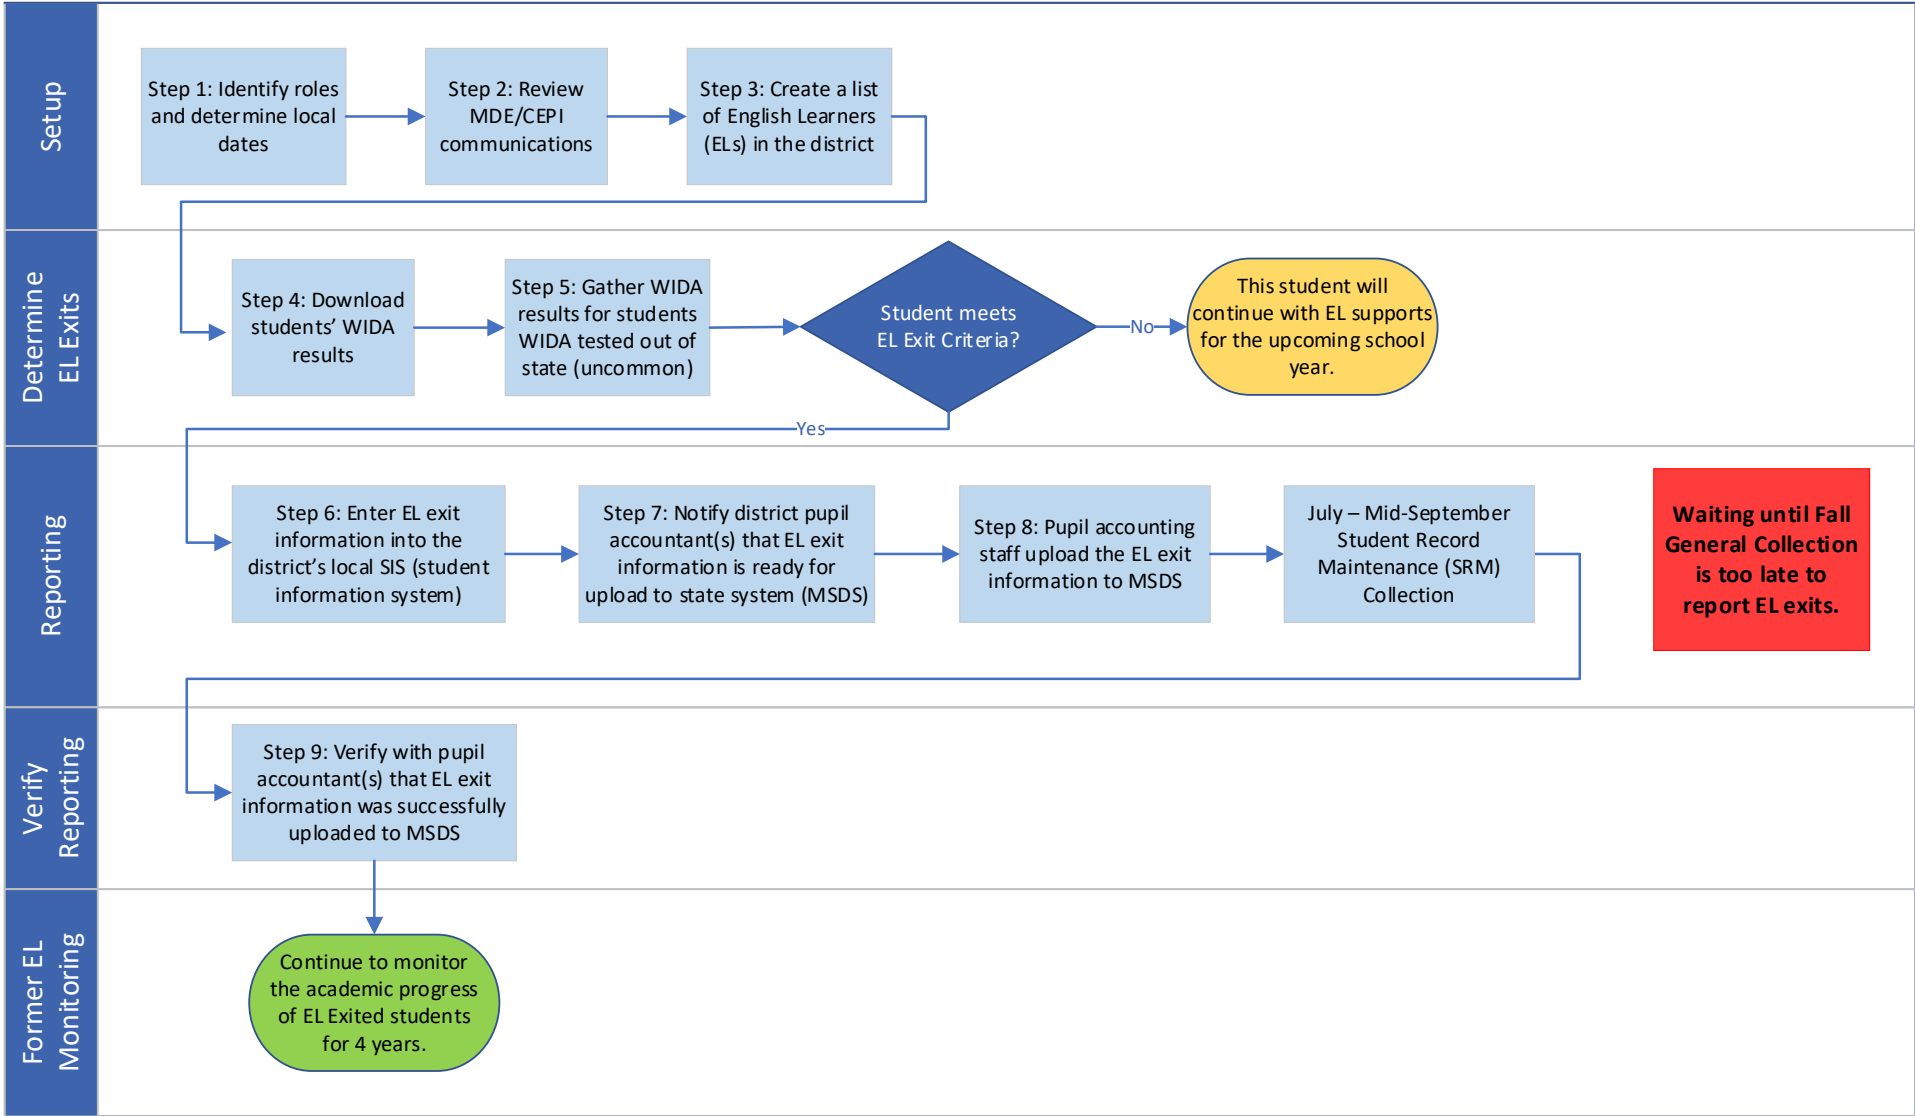 Setup
Step 1: Identify roles
and determine local
dates
Step 2: Review
MDE/CEPI
communications
Step 3: Create a list
of English Learners
(ELs) in the district
Determine
EL Exits
Step 4: Download
students’ WIDA
results
Step 5: Gather WIDA
results for students
WIDA tested out of
state (uncommon)
Student meets
EL Exit Criteria?
No
This student will
continue with EL supports
for the upcoming school
year.
Yes
Reporting
Step 6: Enter EL exit
information into the
district’s local SIS (student
information system)
Step 7: Notify district pupil
accountant(s) that EL exit
information is ready for
upload to state system (MSDS)
Step 8: Pupil accounting
staff upload the EL exit
information to MSDS
July – Mid-September
Student Record
Maintenance (SRM)
Collection
Waiting until Fall
General Collection
is too late to
report EL exits.
Verify
Reporting
Step 9: Verify with pupil
accountant(s) that EL exit
information was successfully
uploaded to MSDS
Former EL
Monitoring
Continue to monitor
the academic progress
of EL Exited students
for 4 years.